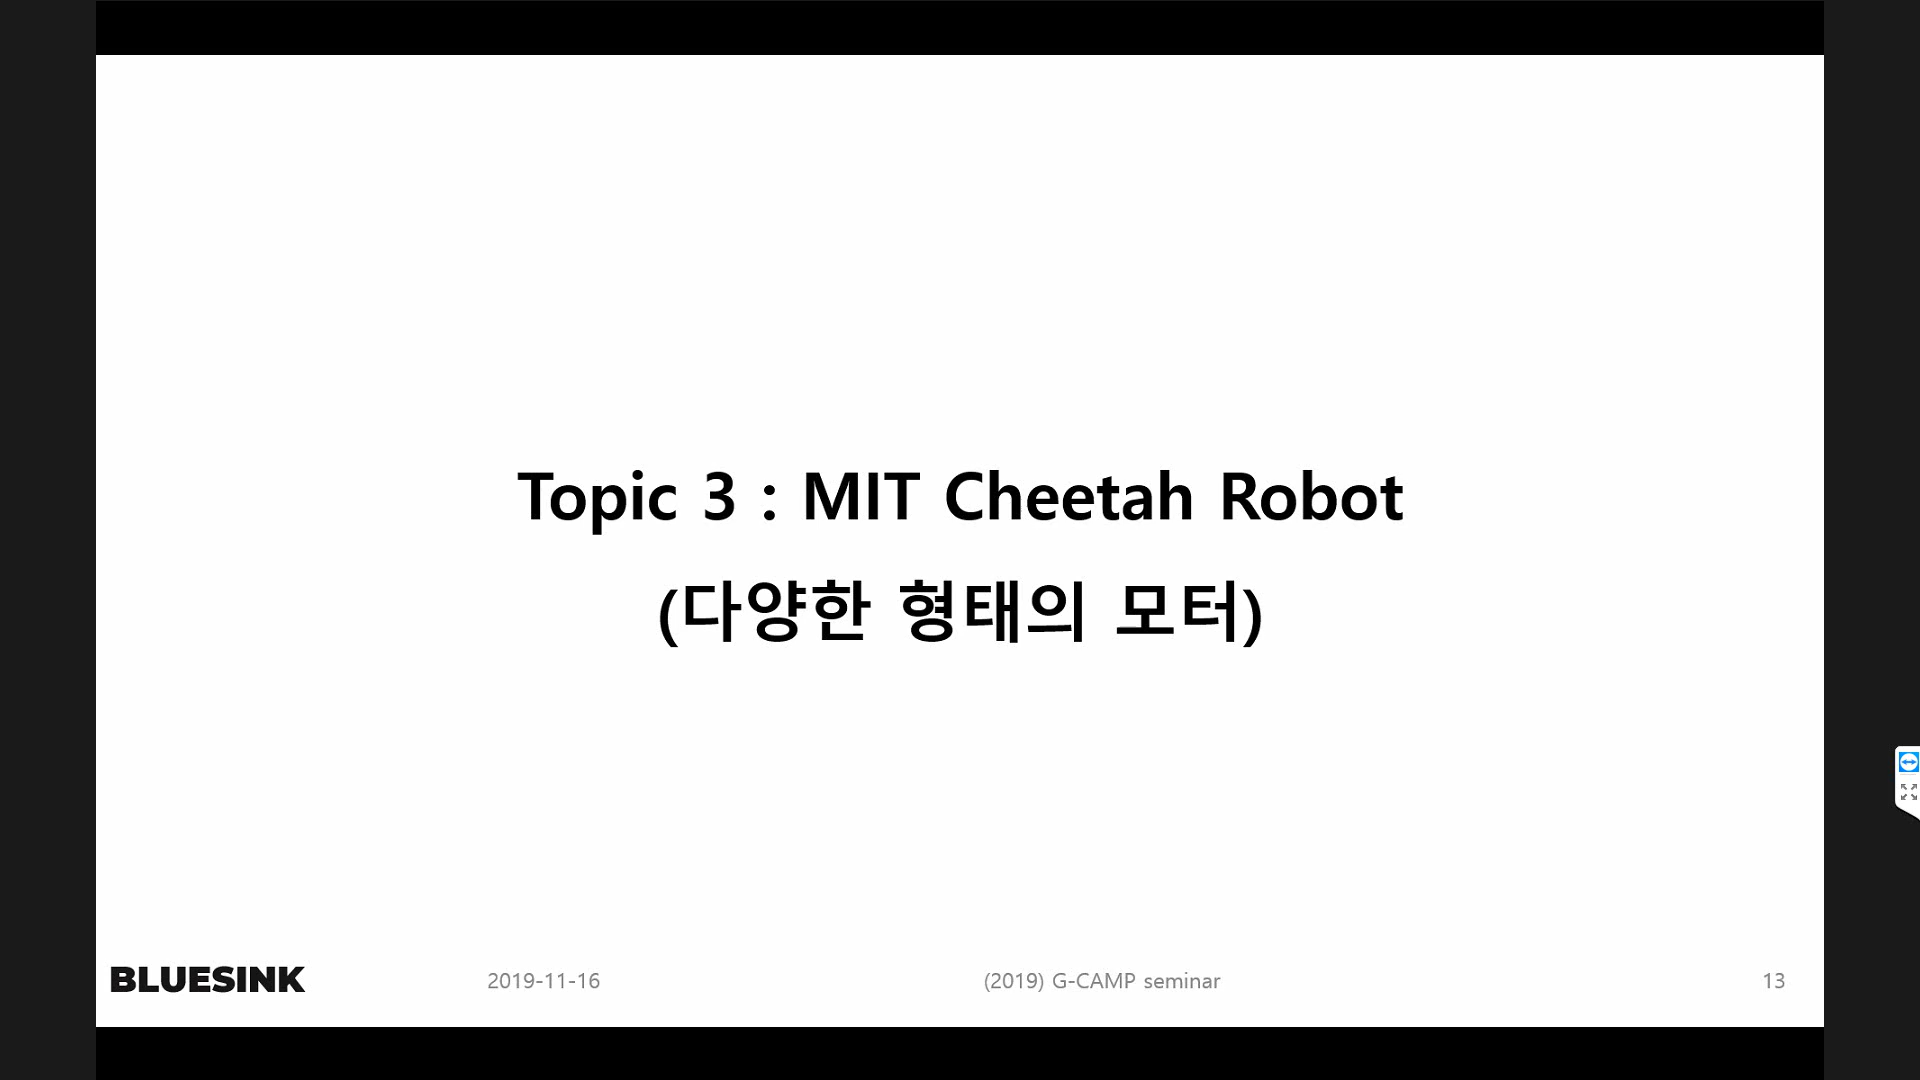 Topic 3 : MIT Cheetah Robot
(다양한 형태의 모터)
BLUESINK
2019-11-16
(2019) G-CAMP seminar
13